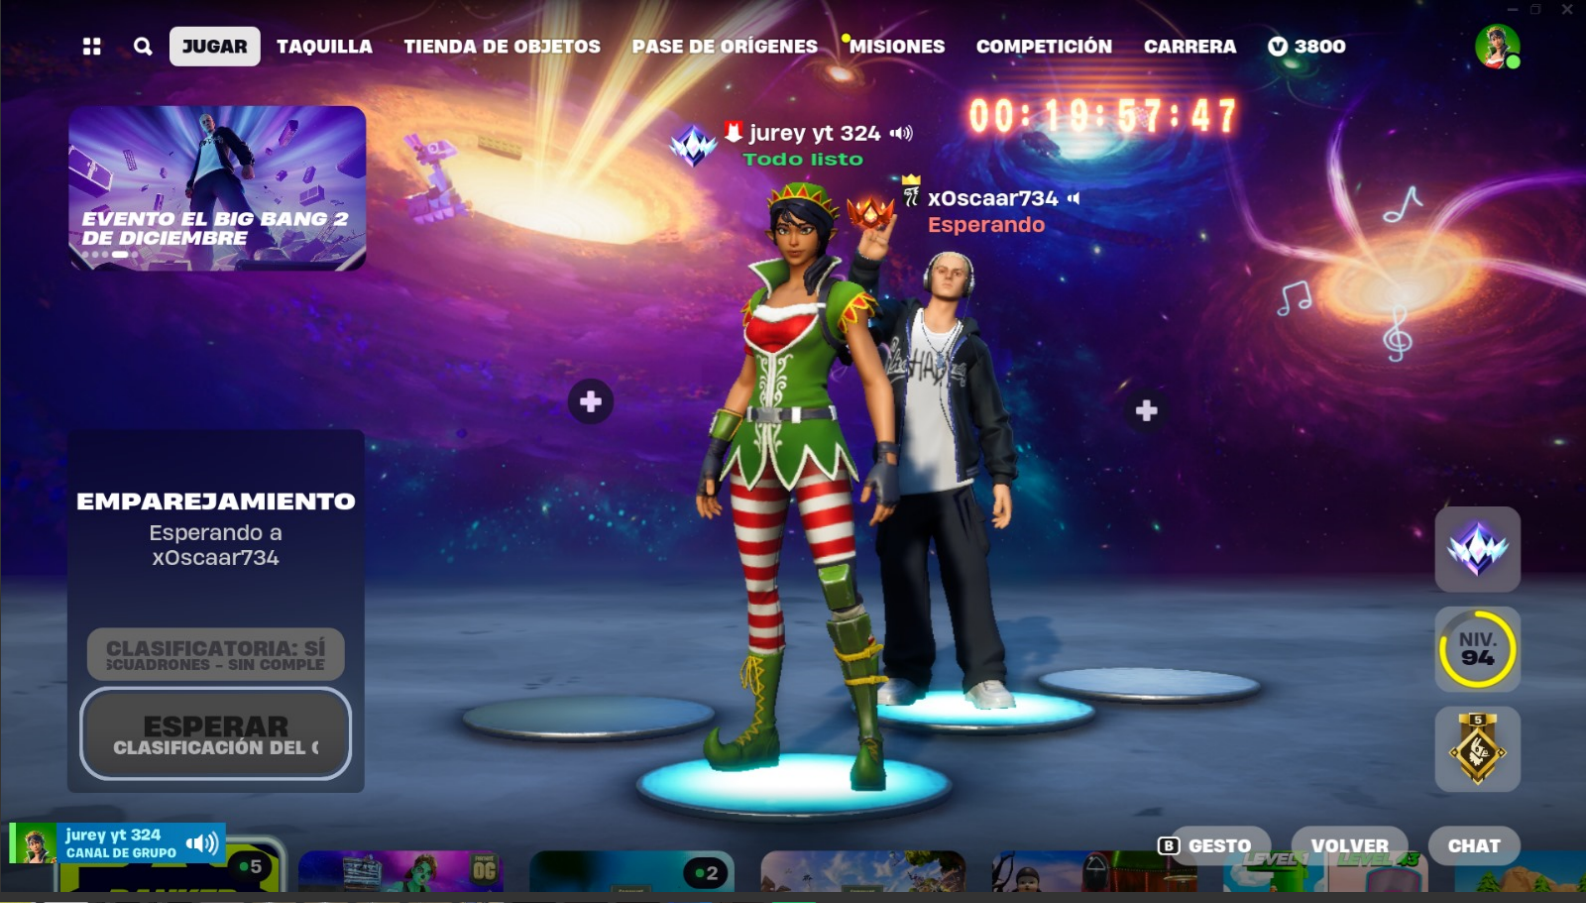 JUGAR
TAQUILLA
TIENDA DE OBJETOS
PASE DE ORÍGENES
MISIONES
COMPETICIÓN
CARRERA
3800
00:19:57:47
jurey yt 324
Todo listo
xOscaar734
Esperando
EVENTO EL BIG BANG 2
DE DICIEMBRE
EMPAREJAMIENTO
Esperando a
xOscaar734
CLASIFICATORIA: SÍ
SCUADRONES - SIN COMPLE
ESPERAR
CLASIFICACIÓN DEL
NIV.
94
5
jurey yt 324
CANAL DE GRUPO
5
OG
2
B GESTO
VOLVER
CHAT
LEVEL 1
LEVEL 43